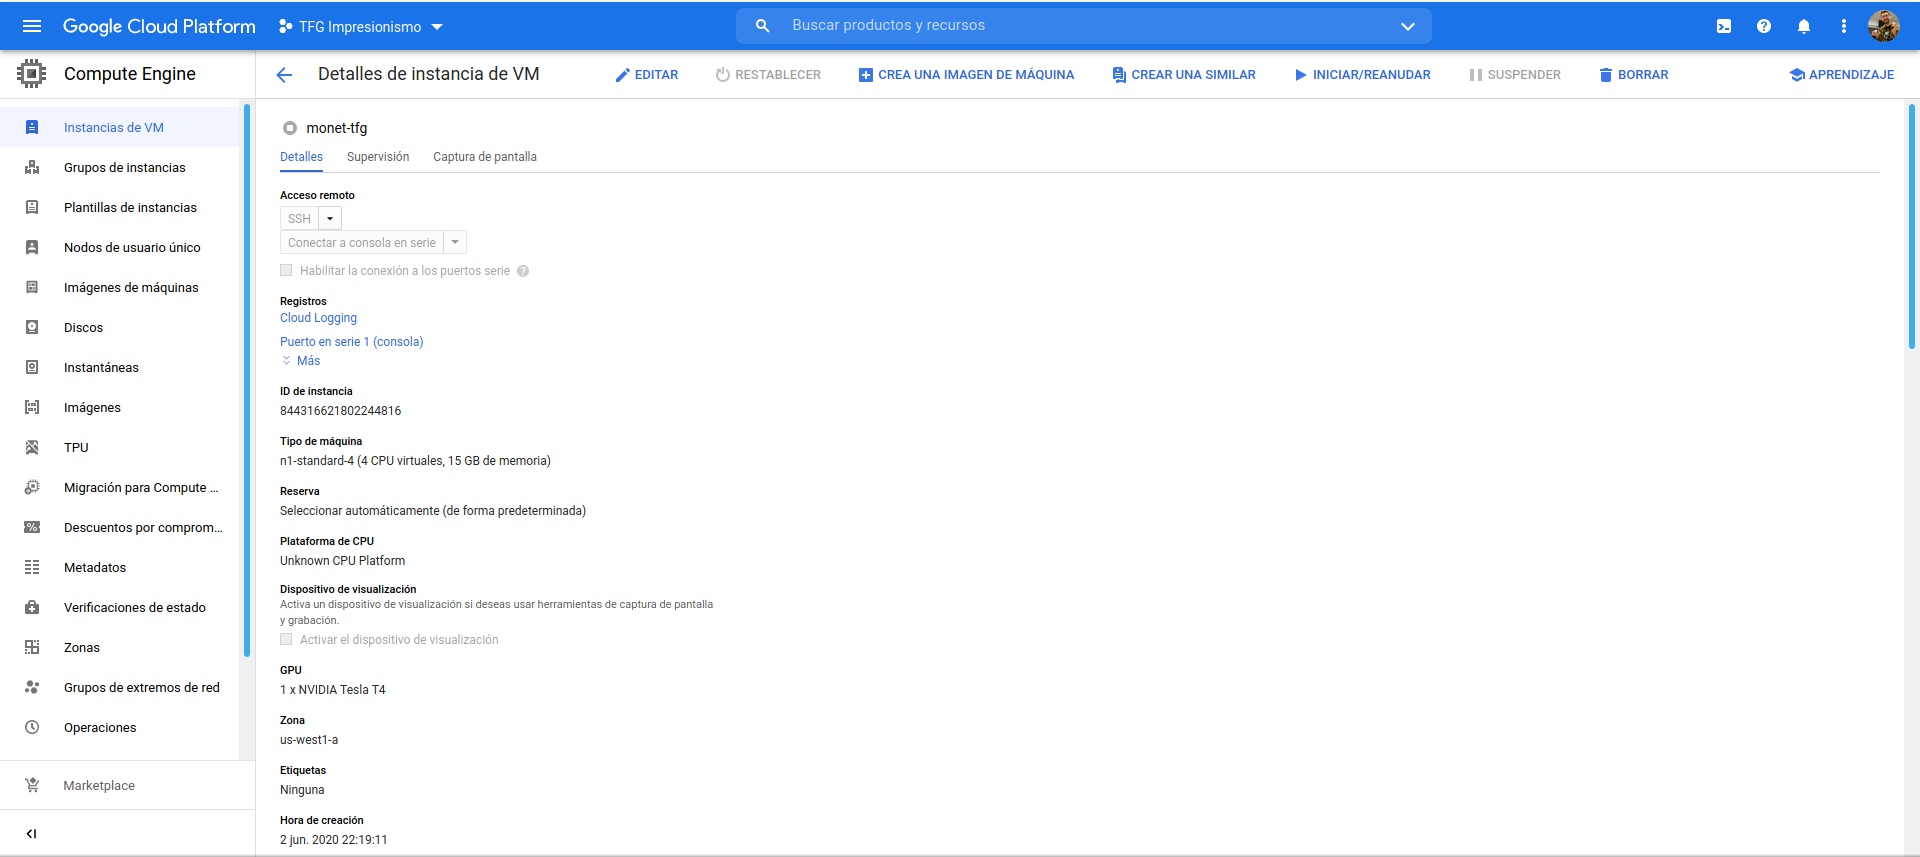 Google Cloud Platform
TFG Impresionismo
Buscar productos y recursos
Compute Engine
Detalles de instancia de VM
EDITAR
RESTABLECER
CREA UNA IMAGEN DE MÁQUINA
CREAR UNA SIMILAR
INICIAR/REANUDAR
SUSPENDER
BORRAR
APRENDIZAJE
Instancias de VM
Grupos de instancias
Plantillas de instancias
Nodos de usuario único
Imágenes de máquinas
Discos
Instantáneas
Imágenes
TPU
Migración para Compute ...
Descuentos por comprom...
Metadatos
Verificaciones de estado
Zonas
Grupos de extremos de red
Operaciones
Marketplace
monet-tfg
Detalles
Supervisión
Captura de pantalla
Acceso remoto
SSH
Conectar a consola en serie
Habilitar la conexión a los puertos serie
Registros
Cloud Logging
Puerto en serie 1 (consola)
Más
ID de instancia
844316621802244816
Tipo de máquina
n1-standard-4 (4 CPU virtuales, 15 GB de memoria)
Reserva
Seleccionar automáticamente (de forma predeterminada)
Plataforma de CPU
Unknown CPU Platform
Dispositivo de visualización
Activa un dispositivo de visualización si deseas usar herramientas de captura de pantalla
y grabación.
Activar el dispositivo de visualización
GPU
1 x NVIDIA Tesla T4
Zona
us-west1-a
Etiquetas
Ninguna
Hora de creación
2 jun. 2020 22:19:11